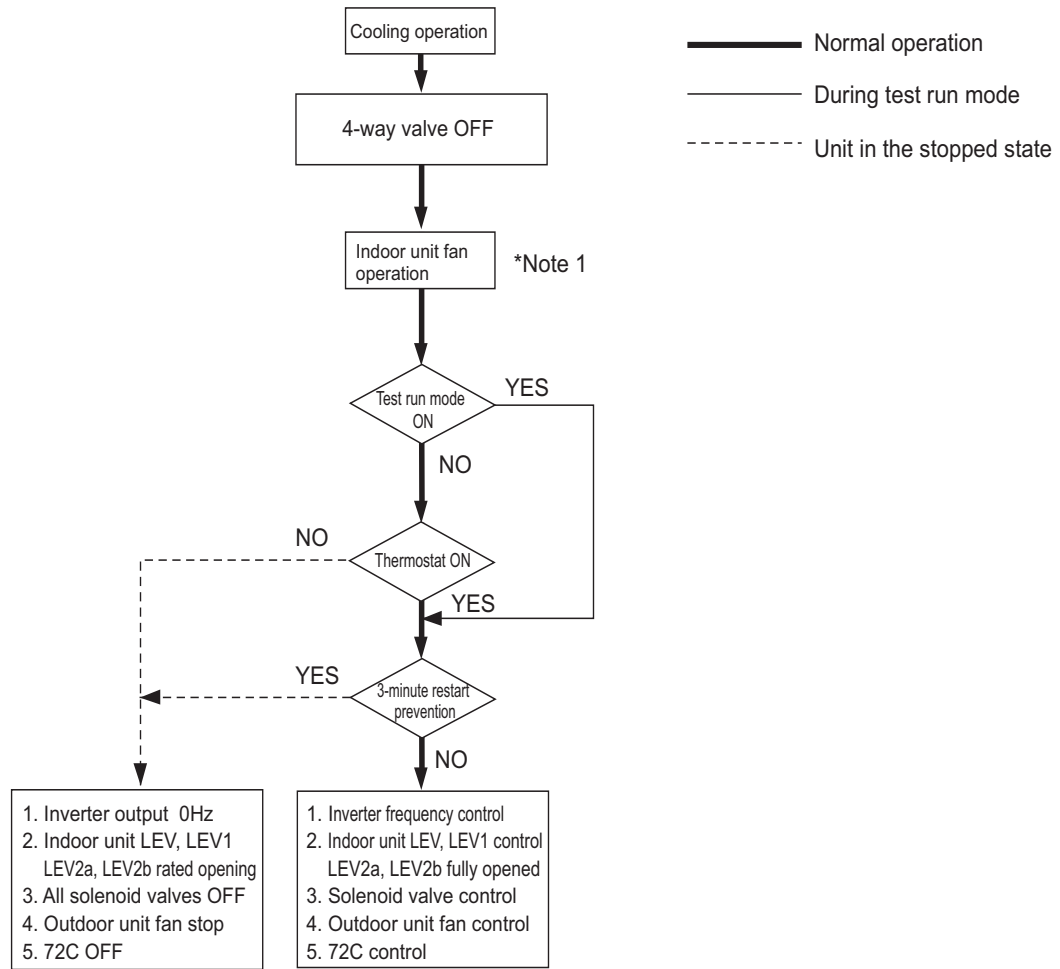 Cooling operation
Normal operation
During test run mode
4-way valve OFF
Unit in the stopped state
Indoor unit fan
operation
*Note 1
Test run mode
ON
YES
NO
NO
Thermostat ON
YES
YES
3-minute restart
prevention
NO
1. Inverter output 0Hz
2. Indoor unit LEV, LEV1
LEV2a, LEV2b rated opening
3. All solenoid valves OFF
4. Outdoor unit fan stop
5. 72C OFF
1. Inverter frequency control
2. Indoor unit LEV, LEV1 control
LEV2a, LEV2b fully opened
3. Solenoid valve control
4. Outdoor unit fan control
5. 72C control